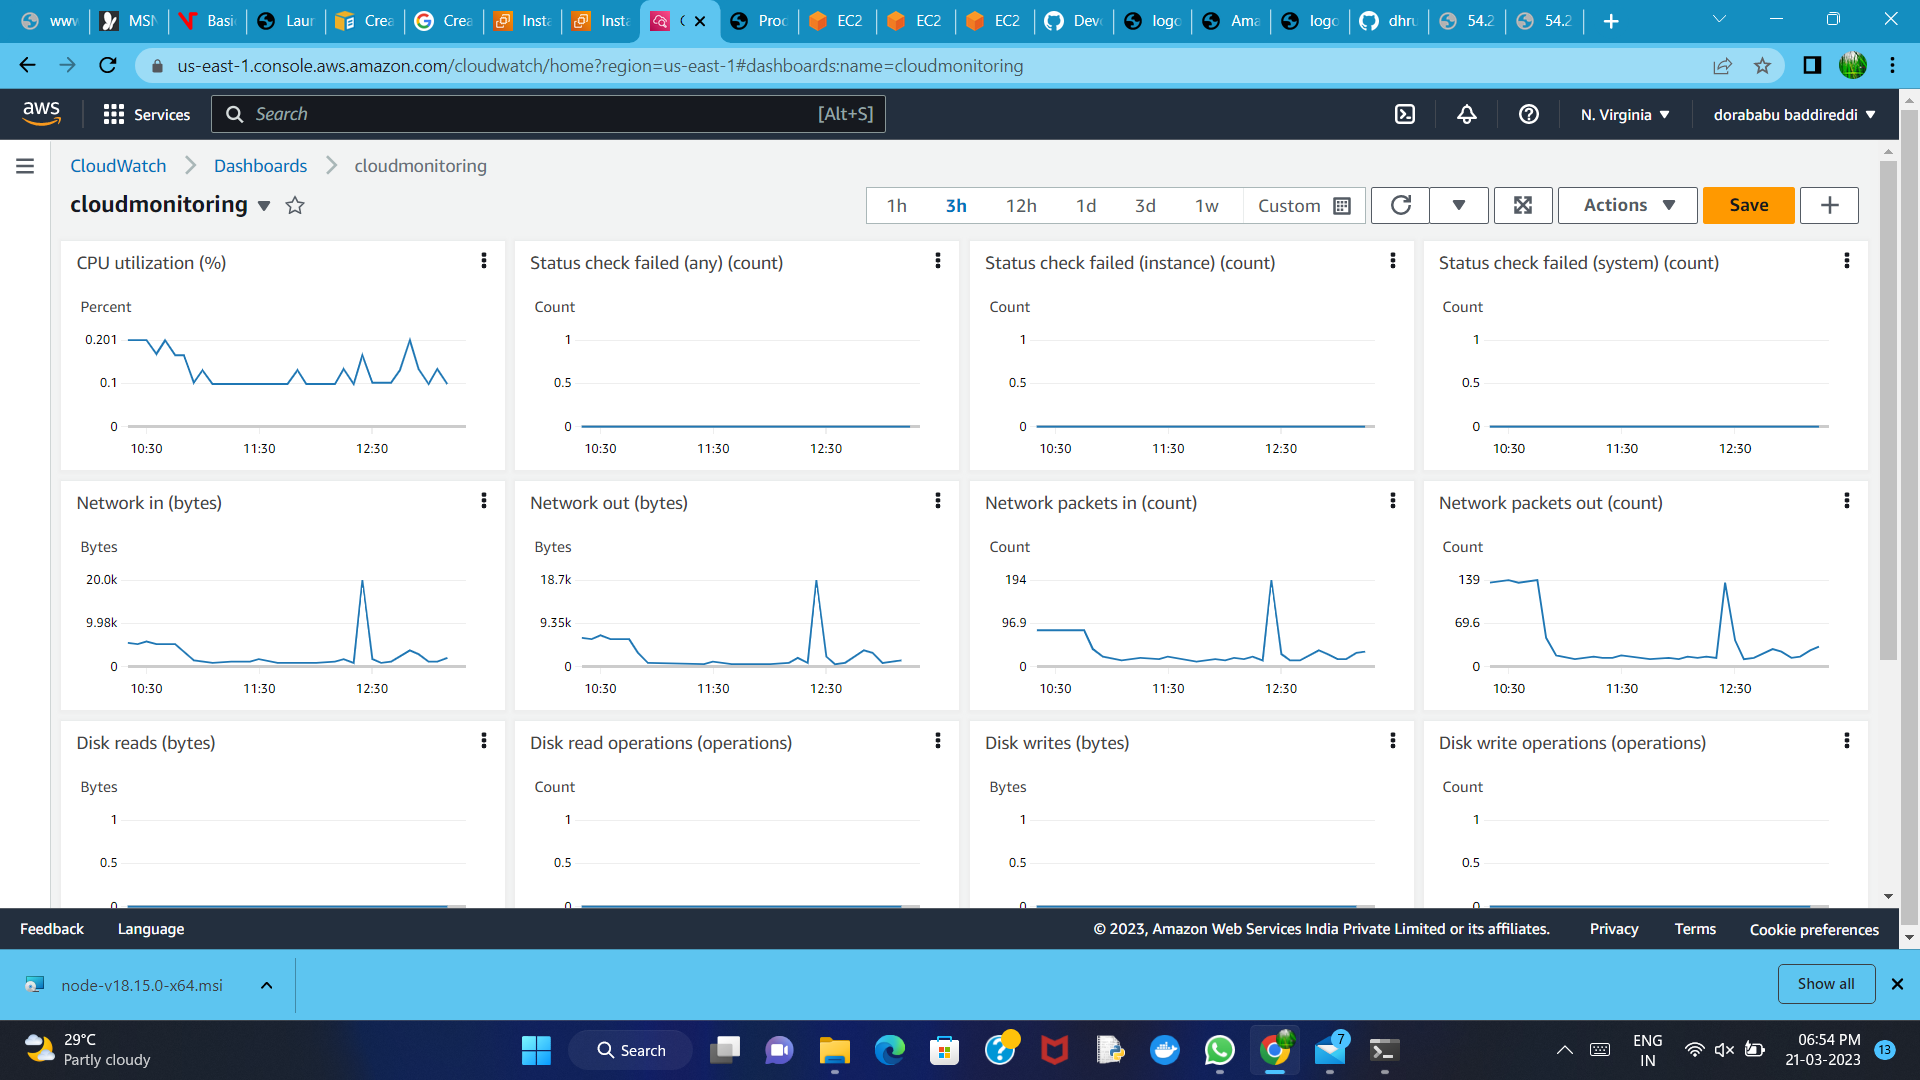 www
MSN
Basi
Laun
Crea
Crea
Insta
Insta
Proc
EC2
EC2
EC2
Dev
logo
Ama
logo
dhru
54.2
54.2
us-east-1.console.aws.amazon.com/cloudwatch/home?region=us-east-1#dashboards:name=cloudmonitoring
aws
Services
Search
[Alt+S]
N. Virginia
dorababu baddireddi
CloudWatch
Dashboards
cloudmonitoring
cloudmonitoring
1h
3h
12h
1d
3d
1w
Custom
Actions
Save
CPU utilization (%)
Percent
0.201
0.1
0
10:30 11:30 12:30
Status check failed (any) (count)
Count
1
0.5
0
10:30 11:30 12:30
Status check failed (instance) (count)
Count
1
0.5
0
10:30 11:30 12:30
Status check failed (system) (count)
Count
1
0.5
0
10:30 11:30 12:30
Network in (bytes)
Bytes
20.0k
9.98k
0
10:30 11:30 12:30
Network out (bytes)
Bytes
18.7k
9.35k
0
10:30 11:30 12:30
Network packets in (count)
Count
194
96.9
0
10:30 11:30 12:30
Network packets out (count)
Count
139
69.6
0
10:30 11:30 12:30
Disk reads (bytes)
Bytes
1
0.5
0
Disk read operations (operations)
Count
1
0.5
0
Disk writes (bytes)
Bytes
1
0.5
0
Disk write operations (operations)
Count
1
0.5
0
Feedback
Language
© 2023, Amazon Web Services India Private Limited or its affiliates.
Privacy
Terms
Cookie preferences
node-v18.15.0-x64.msi
Show all
29°C
Partly cloudy
Search
7
ENG
IN
06:54 PM
21-03-2023
13